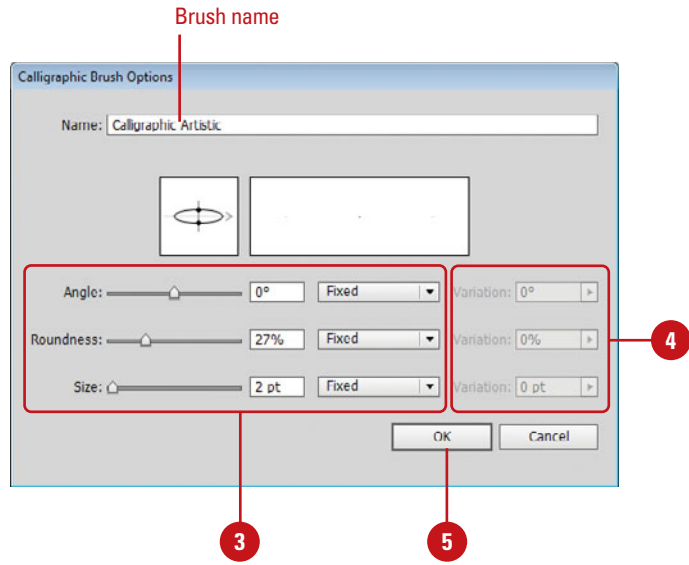 Brush name
Calligraphic Brush Options
Name: Calligraphic Artistic
Angle: 0° Fixed Variation: 0°
Roundness: 27% Fixed Variation: 0%
4
Size: 2 pt Fixed Variation: 0 pt
OK Cancel
3 5